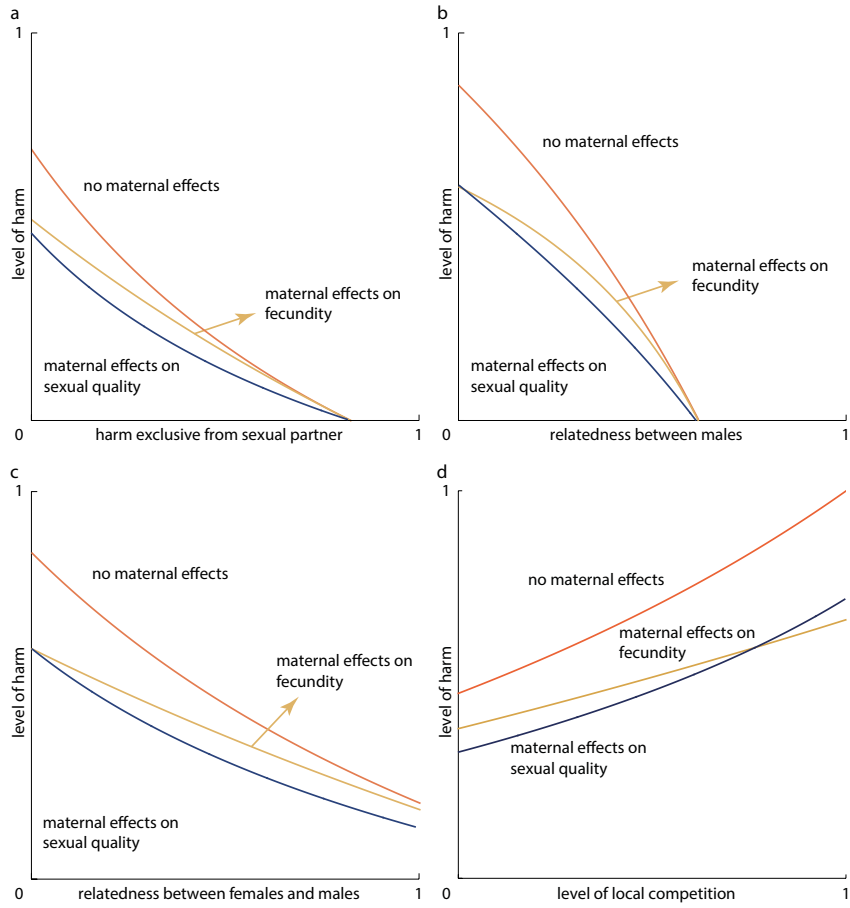 a
1
level of harm
no maternal effects
maternal effects on
fecundity
maternal effects on
sexual quality
0
harm exclusive from sexual partner
1
b
1
level of harm
no maternal effects
maternal effects on
fecundity
maternal effects on
sexual quality
0
relatedness between males
1
c
1
level of harm
no maternal effects
maternal effects on
fecundity
maternal effects on
sexual quality
0
relatedness between females and males
1
d
1
level of harm
no maternal effects
maternal effects on
fecundity
maternal effects on
sexual quality
0
level of local competition
1